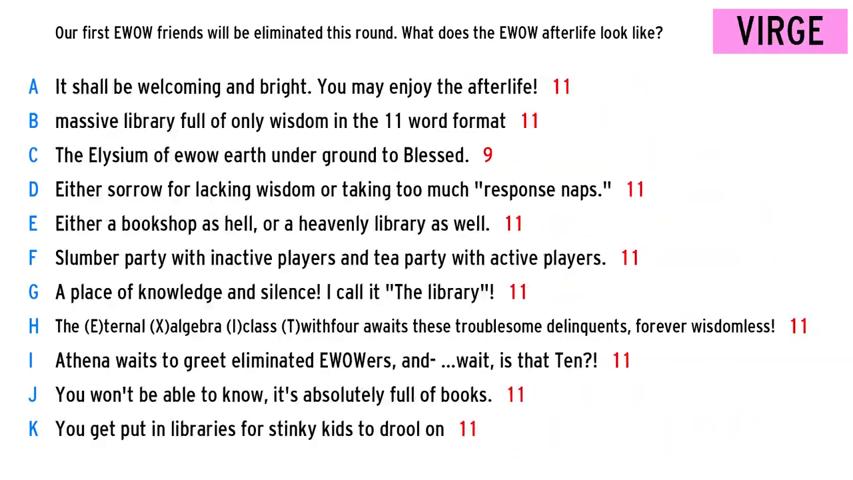 Our first EWOW friends will be eliminated this round. What does the EWOW afterlife look like?
VIRGE
A It shall be welcoming and bright. You may enjoy the afterlife! 11
B massive library full of only wisdom in the 11 word format 11
C The Elysium of ewow earth under ground to Blessed. 9
D Either sorrow for lacking wisdom or taking too much "response naps." 11
E Either a bookshop as hell, or a heavenly library as well. 11
F Slumber party with inactive players and tea party with active players. 11
G A place of knowledge and silence! I call it "The library"! 11
H The (E)ternal (X)algebra (I)class (T)withfour awaits these troublesome delinquents, forever wisdomless! 11
I Athena waits to greet eliminated EWOWers, and- ...wait, is that Ten?! 11
J You won't be able to know, it's absolutely full of books. 11
K You get put in libraries for stinky kids to drool on 11